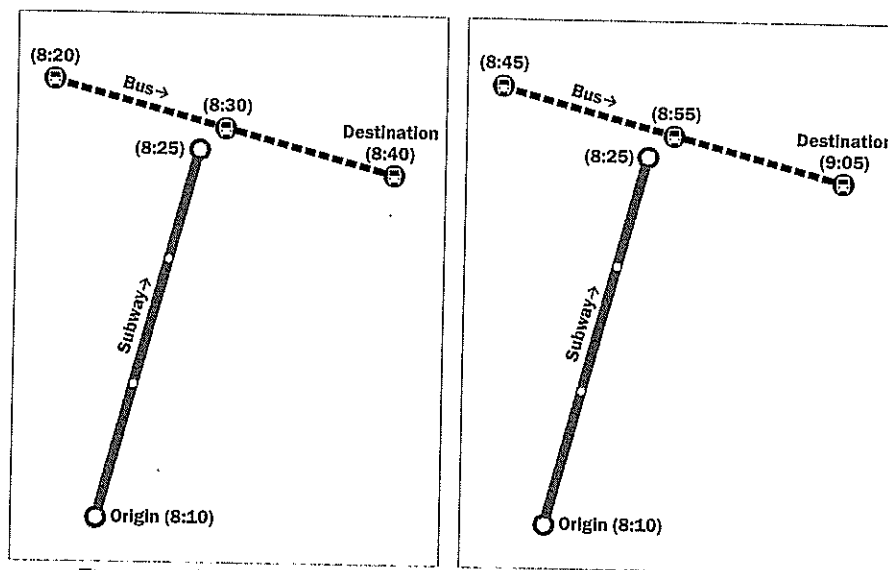 (8:20)
Bus→
(8:30)
(8:25)
Destination
(8:40)
Subway→
Origin (8:10)
(8:45)
Bus→
(8:55)
(8:25)
Destination
(9:05)
Subway→
Origin (8:10)